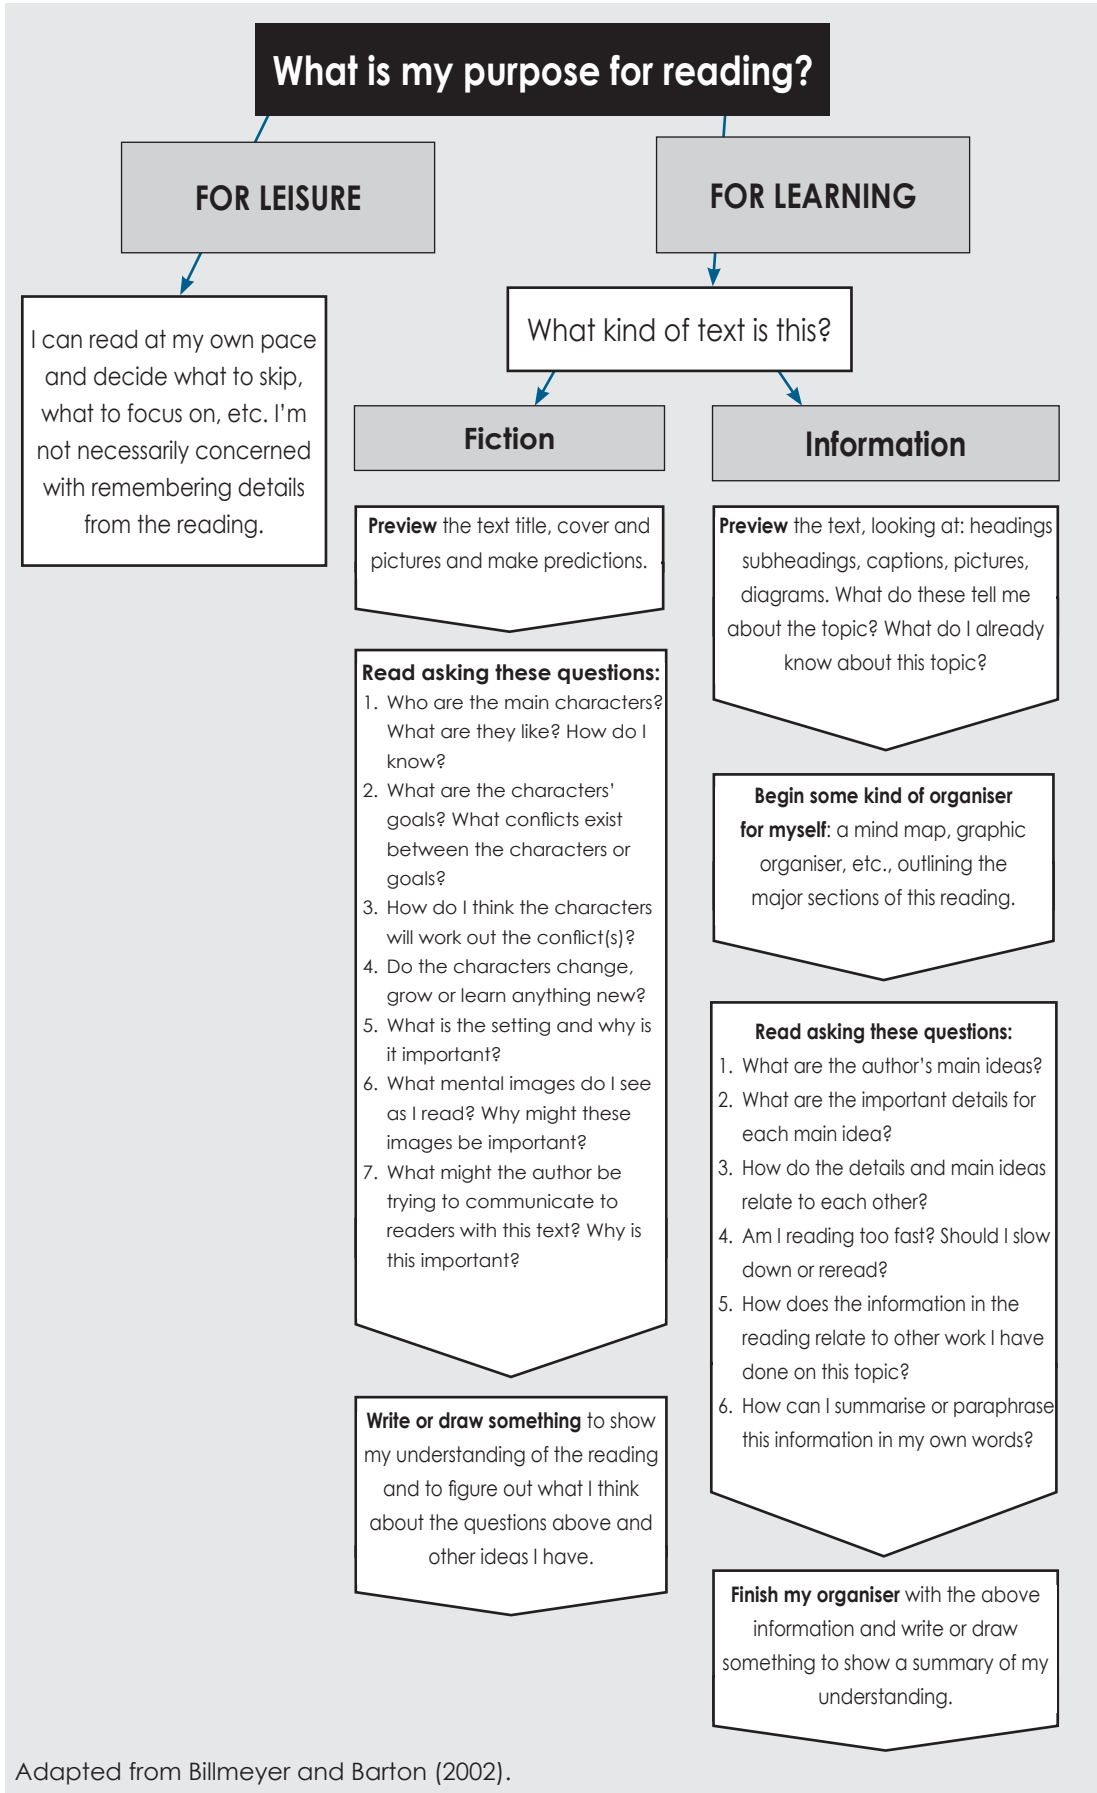 What is my purpose for reading?
FOR LEISURE
FOR LEARNING
I can read at my own pace
and decide what to skip,
what to focus on, etc. I'm
not necessarily concerned
with remembering details
from the reading.
What kind of text is this?
Fiction
Information
Preview the text title, cover and
pictures and make predictions.
Read asking these questions:
1. Who are the main characters?
What are they like? How do I
know?
2. What are the characters'
goals? What conflicts exist
between the characters or
goals?
3. How do I think the characters
will work out the conflict(s)?
4. Do the characters change,
grow or learn anything new?
5. What is the setting and why is
it important?
6. What mental images do I see
as I read? Why might these
images be important?
7. What might the author be
trying to communicate to
readers with this text? Why is
this important?
Write or draw something to show
my understanding of the reading
and to figure out what I think
about the questions above and
other ideas I have.
Preview the text, looking at: headings
subheadings, captions, pictures,
diagrams. What do these tell me
about the topic? What do I already
know about this topic?
Begin some kind of organiser
for myself: a mind map, graphic
organiser, etc., outlining the
major sections of this reading.
Read asking these questions:
1. What are the author's main ideas?
2. What are the important details for
each main idea?
3. How do the details and main ideas
relate to each other?
4. Am I reading too fast? Should I slow
down or reread?
5. How does the information in the
reading relate to other work I have
done on this topic?
6. How can I summarise or paraphrase
this information in my own words?
Finish my organiser with the above
information and write or draw
something to show a summary of my
understanding.
Adapted from Billmeyer and Barton (2002).